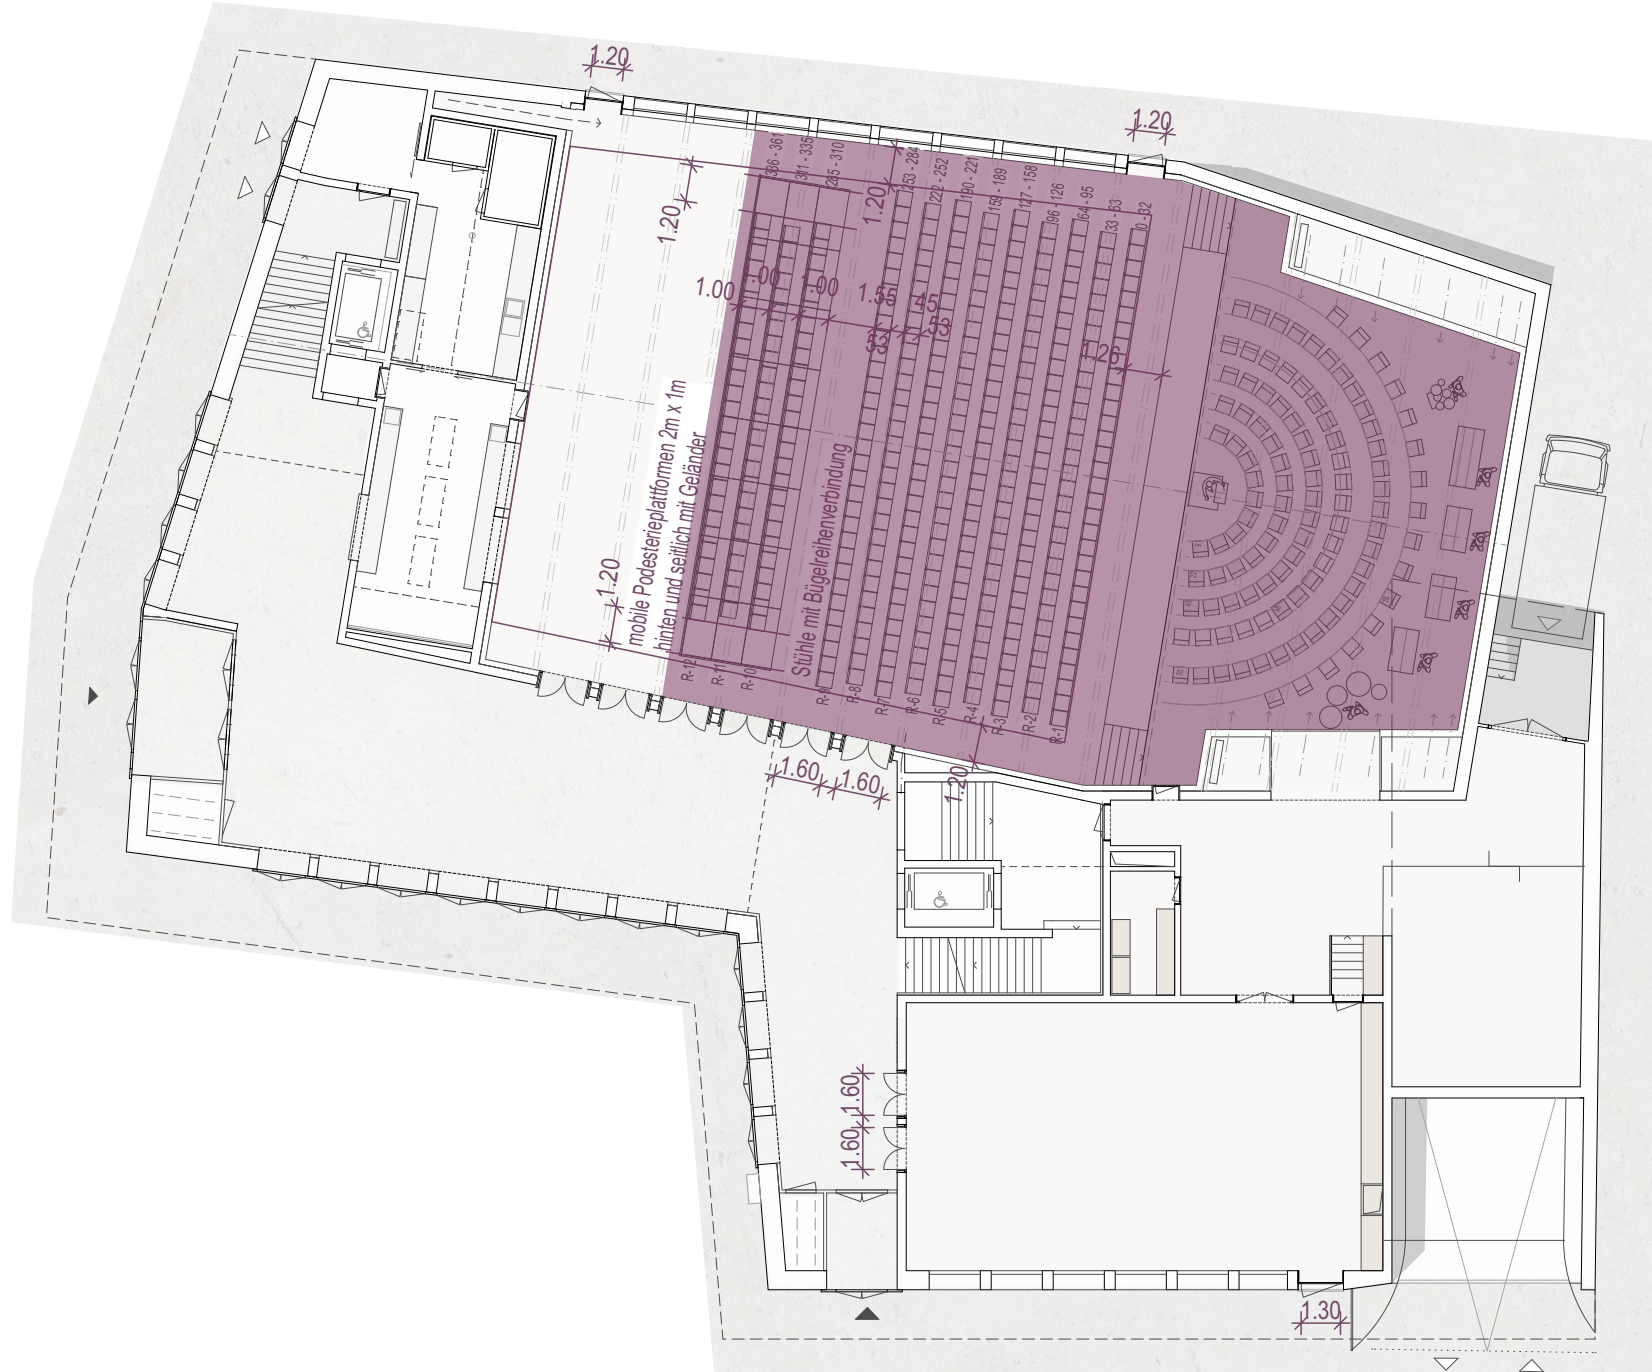 1.20
1.20
336 - 361
311 - 335
285 - 310
253 - 284
222 - 252
190 - 221
159 - 189
127 - 158
96 - 126
64 - 95
33 - 63
0 - 32
1.20
1.20
1.00
1.00
1.00
1.55
45
53
53
1.26
mobile Podesterieplattformen 2m x 1m
hinten und seitlich mit Geländer
Stühle mit Bügelreihenverbindung
1.20
R-12
R-11
R-10
R-9
R-8
R-7
R-6
R-5
R-4
R-3
R-2
R-1
1.60
1.60
1.20
1.60
1.60
1.30